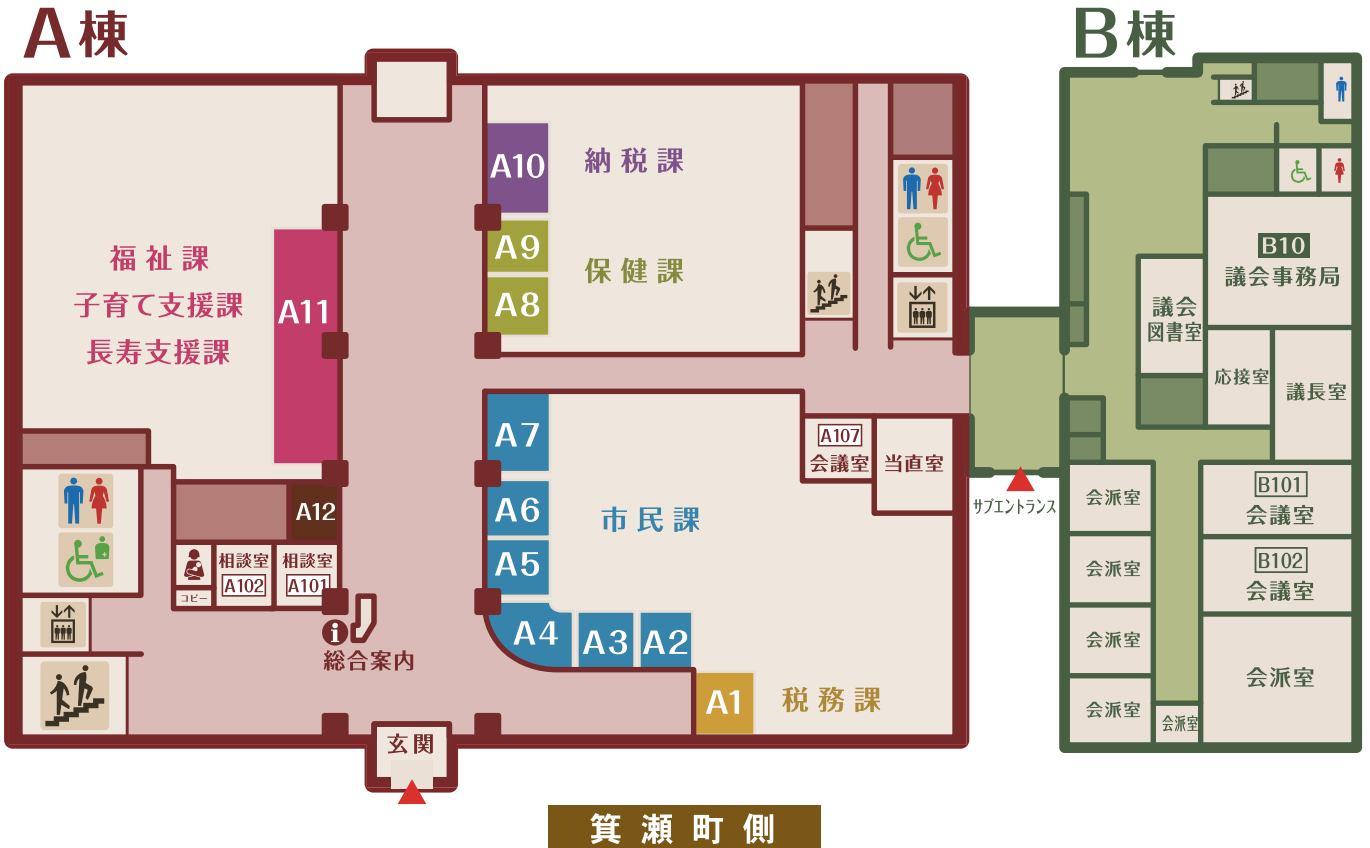 A棟
B棟
A10
納税課
A9
保健課
A8
福祉課
子育て支援課
長寿支援課
A11
B10
議会事務局
議会
図書室
応接室
議長室
A7
A107
会議室
当直室
サブエントランス
市民課
A6
A5
A4
A3
A2
A1
税務課
A12
相談室
A102
相談室
A101
コピー
i
総合案内
玄関
会派室
会派室
会派室
会派室
B101
会議室
B102
会議室
会派室
会派室
箕瀬町側